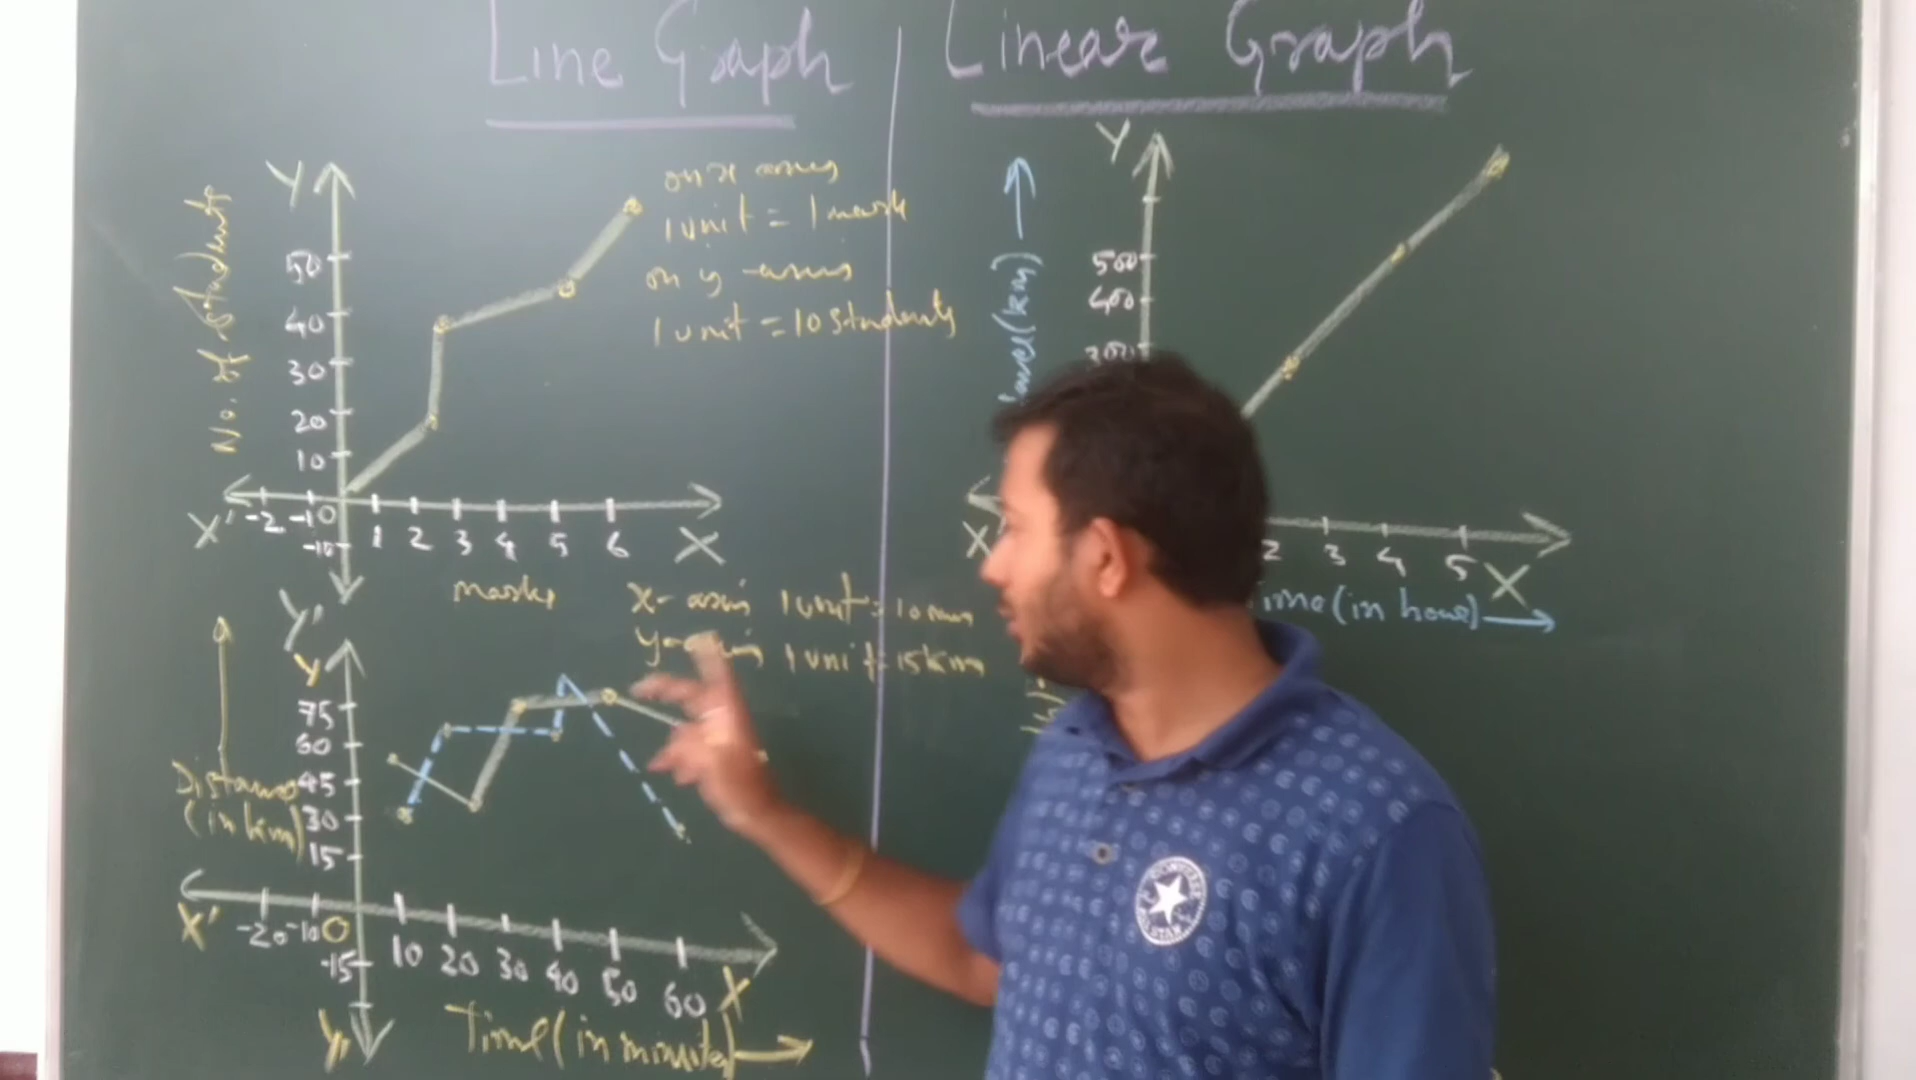 Line Graph
Linear Graph
Y
No. of Students
50
40
30
20
10
X' -2 -1 0 1 2 3 4 5 6 X
-10
Y'
marks
on x axis
1 unit = 1 mark
on y-axis
1 unit = 10 students
x-axis 1 unit = 10 min
y-axis 1 unit = 15 km
Y
75
60
45
30
15
Distance
(in km)
X' -20 -10 O 10 20 30 40 50 60 X
-15
Y'
Time (in minute)
Y
500
400
300
(km)
X
2 3 4 5 X
Time (in hour)
STAR